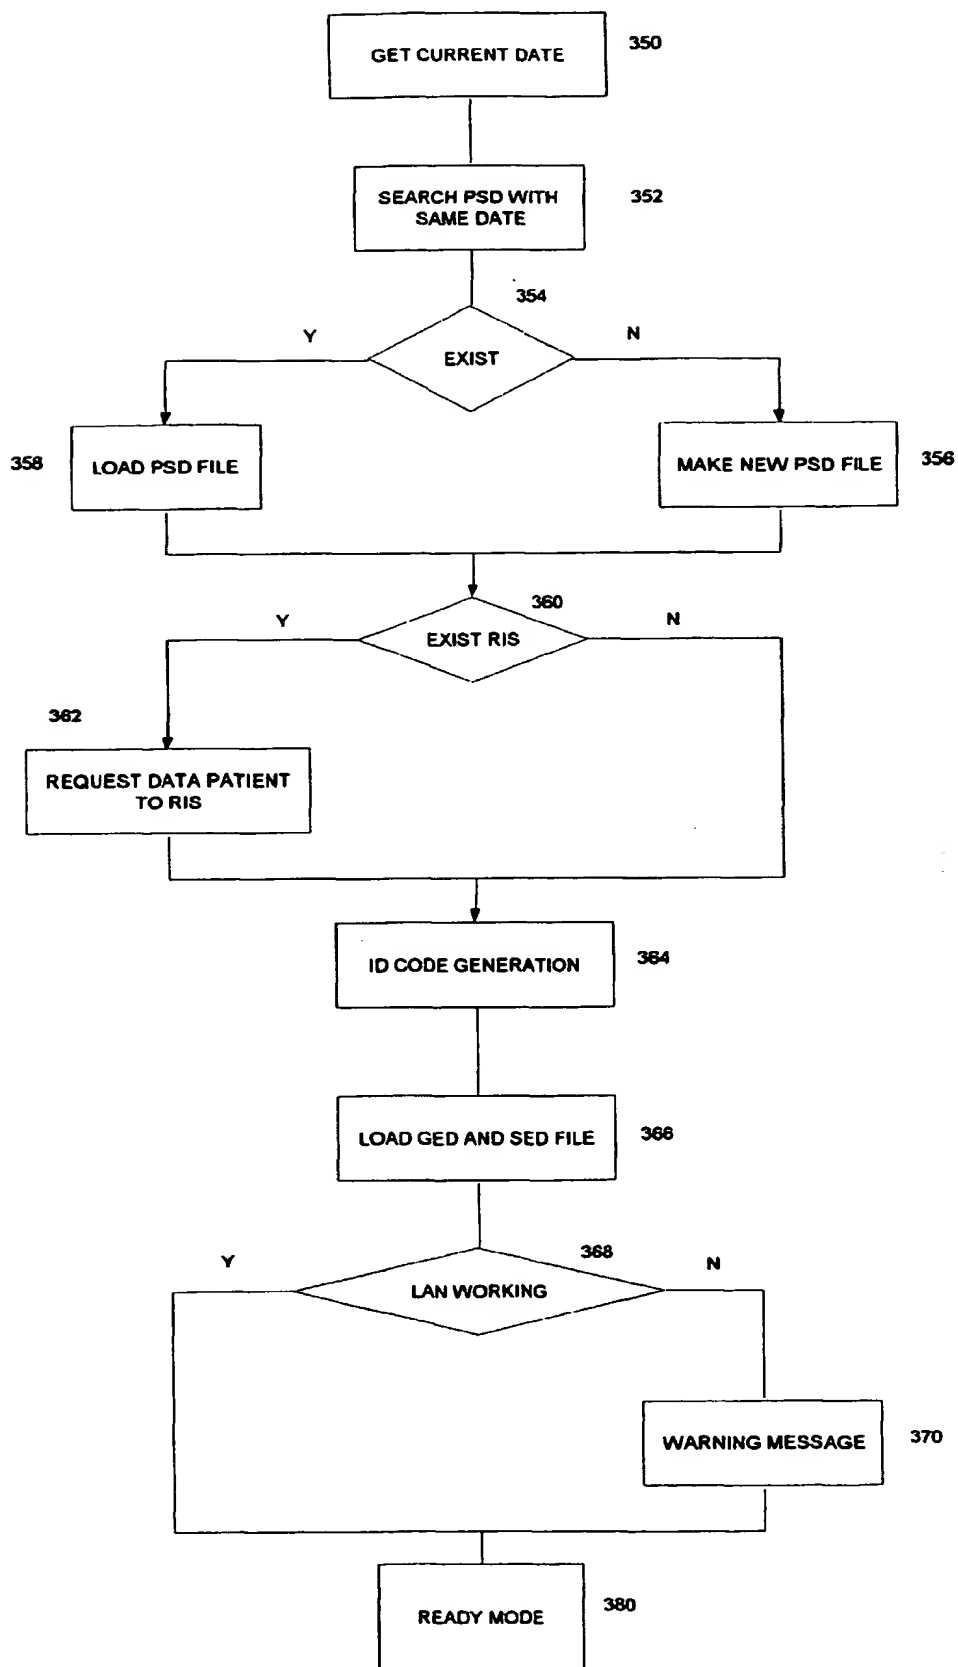 GET CURRENT DATE
350
SEARCH PSD WITH
SAME DATE
352
354
Y
N
EXIST
358
LOAD PSD FILE
MAKE NEW PSD FILE
356
360
Y
N
EXIST RIS
362
REQUEST DATA PATIENT
TO RIS
ID CODE GENERATION
364
LOAD GED AND SED FILE
366
368
Y
N
LAN WORKING
WARNING MESSAGE
370
READY MODE
380